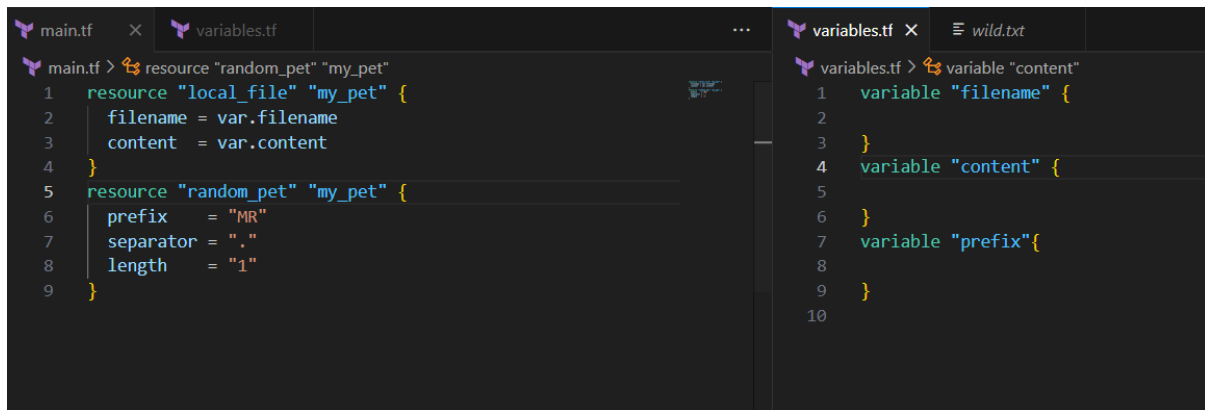 main.tf
variables.tf
main.tf > resource "random_pet" "my_pet"
1 resource "local_file" "my_pet" {
2 filename = var.filename
3 content = var.content
4 }
5 resource "random_pet" "my_pet" {
6 prefix = "MR"
7 separator = "."
8 length = "1"
9 }
variables.tf
wild.txt
variables.tf > variable "content"
1 variable "filename" {
2
3 }
4 variable "content" {
5
6 }
7 variable "prefix"{
8
9 }
10